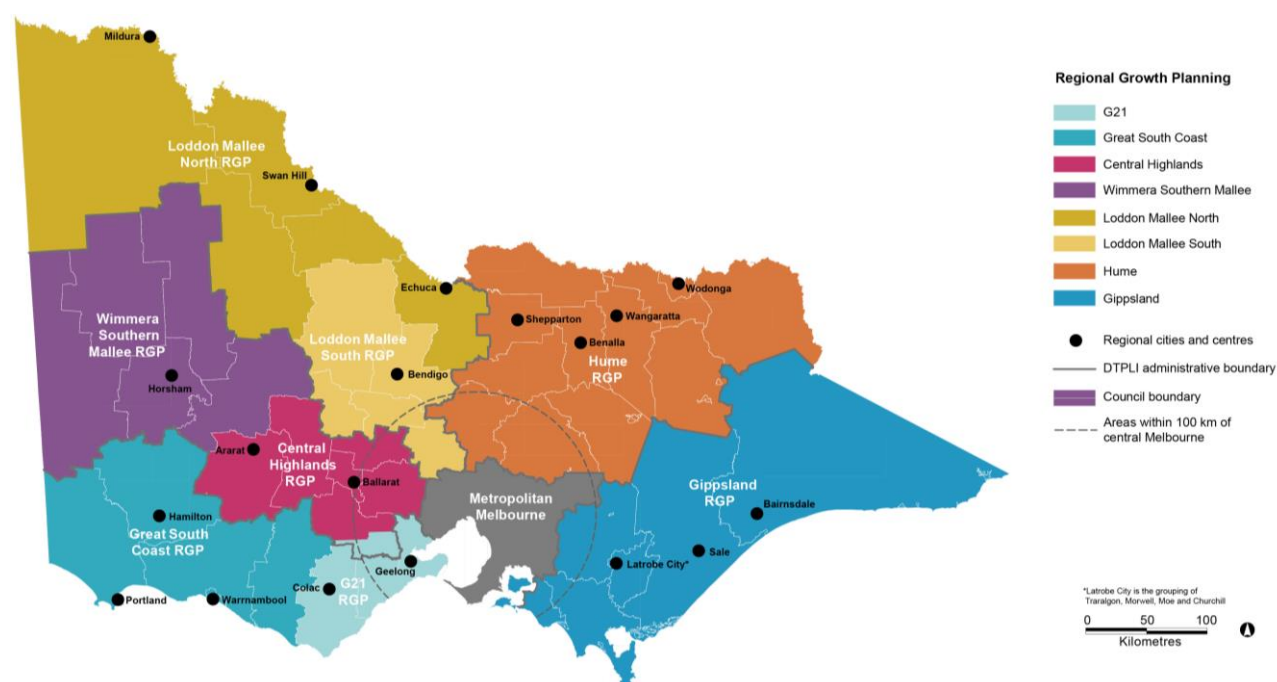 Mildura
Loddon Mallee
North RGP
Swan Hill
Echuca
Wodonga
Shepparton
Wangaratta
Benalla
Hume
RGP
Wimmera
Southern
Mallee RGP
Loddon Mallee
South RGP
Bendigo
Horsham
Ararat
Central
Highlands
RGP
Ballarat
Metropolitan
Melbourne
Gippsland
RGP
Bairnsdale
Hamilton
Great South
Coast RGP
Sale
Latrobe City*
Geelong
Colac
G21
RGP
Portland
Warrnambool
Regional Growth Planning
G21
Great South Coast
Central Highlands
Wimmera Southern Mallee
Loddon Mallee North
Loddon Mallee South
Hume
Gippsland
Regional cities and centres
DTPLI administrative boundary
Council boundary
Areas within 100 km of
central Melbourne
*Latrobe City is the grouping of
Traralgon, Morwell, Moe and Churchill
0 50 100
Kilometres